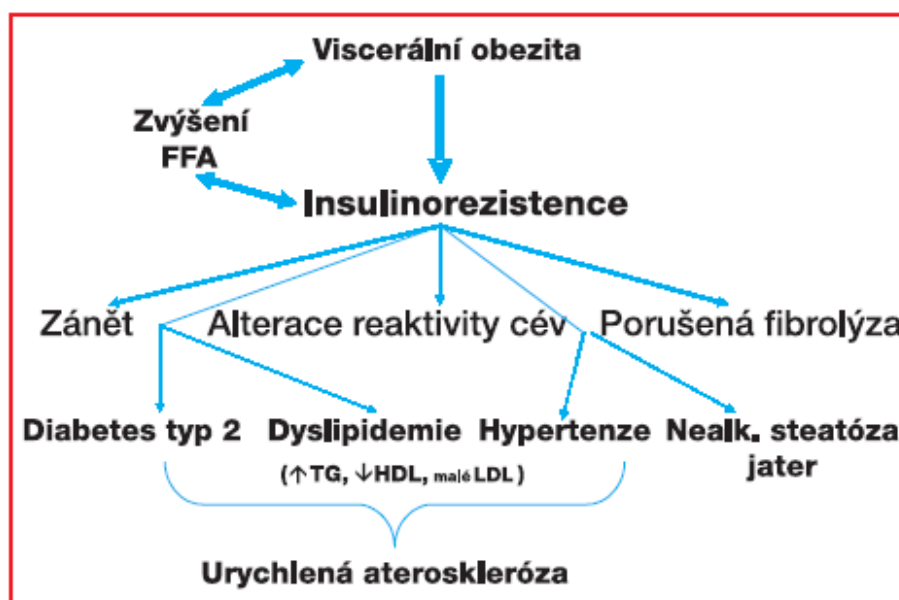 Viscerální obezita
Zvýšení
FFA
Insulinorezistence
Zánět
Alterace reaktivity cév
Porušená fibrolýza
Diabetes typ 2
Dyslipidemie
Hypertenze
Nealk. steatóza
jater
(↑TG, ↓HDL, malé LDL)
Urychlená ateroskleróza